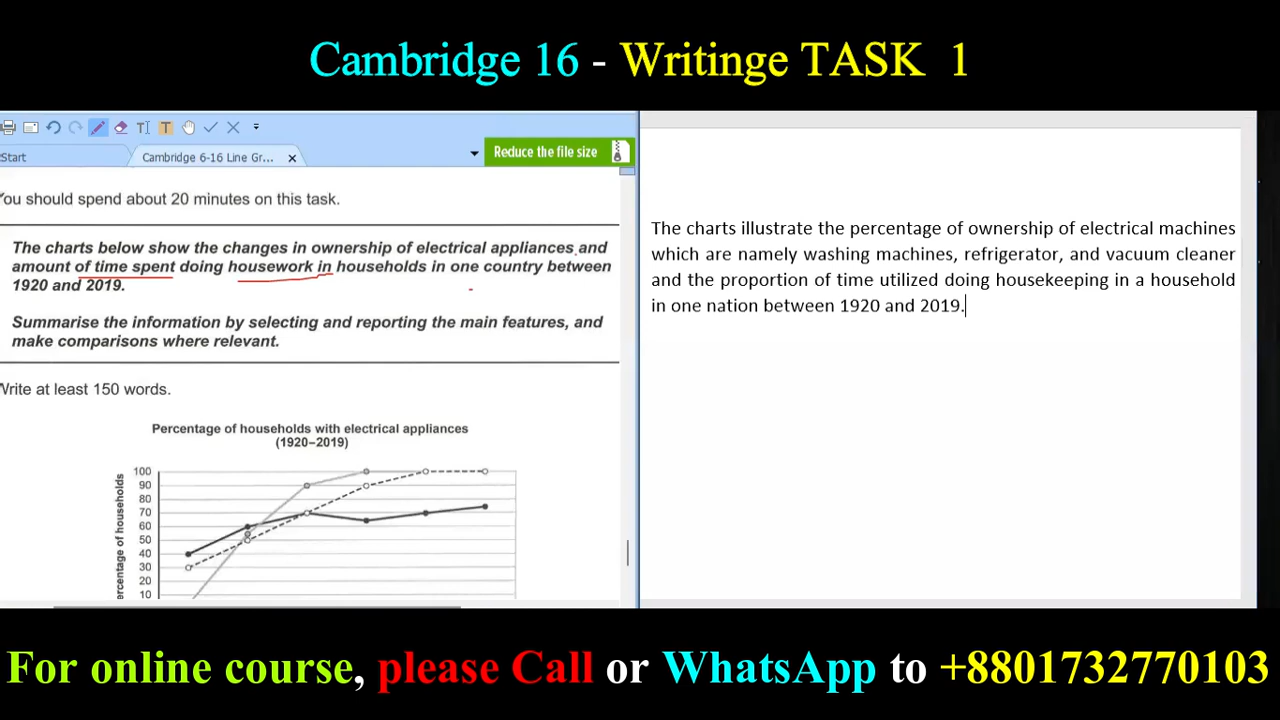 Cambridge 16 - Writinge TASK 1
Start
Cambridge 6-16 Line Gr...
Reduce the file size
You should spend about 20 minutes on this task.
The charts below show the changes in ownership of electrical appliances and
amount of time spent doing housework in households in one country between
1920 and 2019.
Summarise the information by selecting and reporting the main features, and
make comparisons where relevant.
Write at least 150 words.
Percentage of households with electrical appliances
(1920–2019)
100
90
80
70
60
50
40
30
20
10
ercentage of households
The charts illustrate the percentage of ownership of electrical machines
which are namely washing machines, refrigerator, and vacuum cleaner
and the proportion of time utilized doing housekeeping in a household
in one nation between 1920 and 2019.
For online course, please Call or WhatsApp to +8801732770103